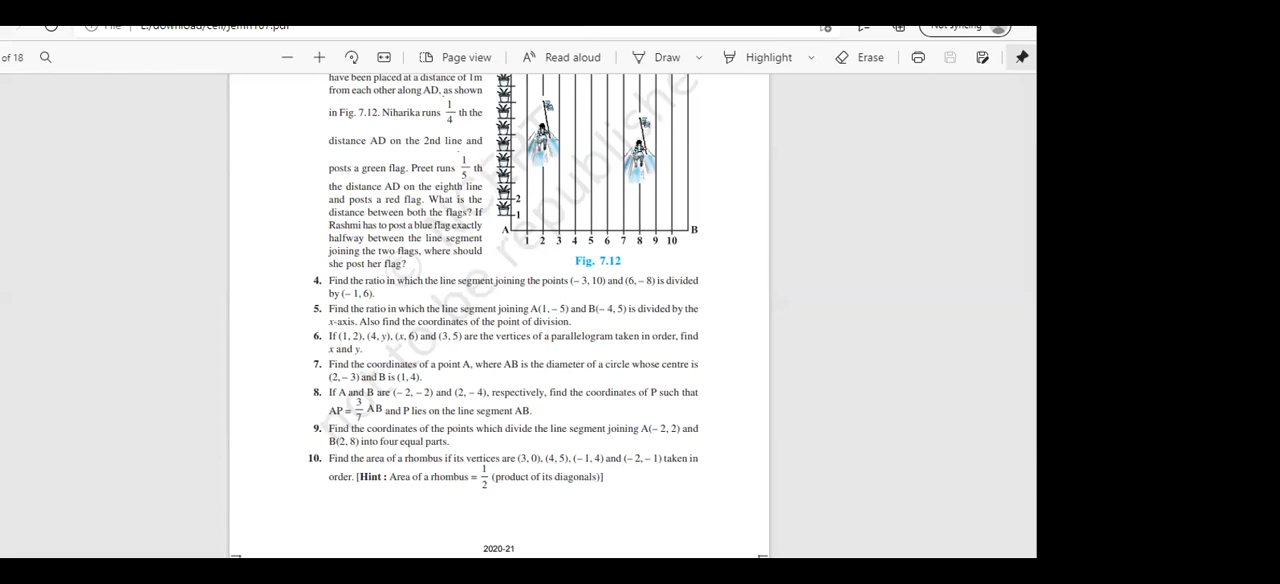 File
of 18
Page view
Read aloud
Draw
Highlight
Erase
have been placed at a distance of 1m
from each other along AD, as shown
in Fig. 7.12. Niharika runs 1/4 th the
distance AD on the 2nd line and
posts a green flag. Preet runs 1/5 th
the distance AD on the eighth line
and posts a red flag. What is the
distance between both the flags? If
Rashmi has to post a blue flag exactly
halfway between the line segment
joining the two flags, where should
she post her flag?
2
1
A B
1 2 3 4 5 6 7 8 9 10
Fig. 7.12
4. Find the ratio in which the line segment joining the points (– 3, 10) and (6, – 8) is divided
by (– 1, 6).
5. Find the ratio in which the line segment joining A(1, – 5) and B(– 4, 5) is divided by the
x-axis. Also find the coordinates of the point of division.
6. If (1, 2), (4, y), (x, 6) and (3, 5) are the vertices of a parallelogram taken in order, find
x and y.
7. Find the coordinates of a point A, where AB is the diameter of a circle whose centre is
(2, – 3) and B is (1, 4).
8. If A and B are (– 2, – 2) and (2, – 4), respectively, find the coordinates of P such that
AP = 3/7 AB and P lies on the line segment AB.
9. Find the coordinates of the points which divide the line segment joining A(– 2, 2) and
B(2, 8) into four equal parts.
10. Find the area of a rhombus if its vertices are (3, 0), (4, 5), (– 1, 4) and (– 2, – 1) taken in
order. [Hint : Area of a rhombus = 1/2 (product of its diagonals)]
2020-21
© NCERT
not to be republishe